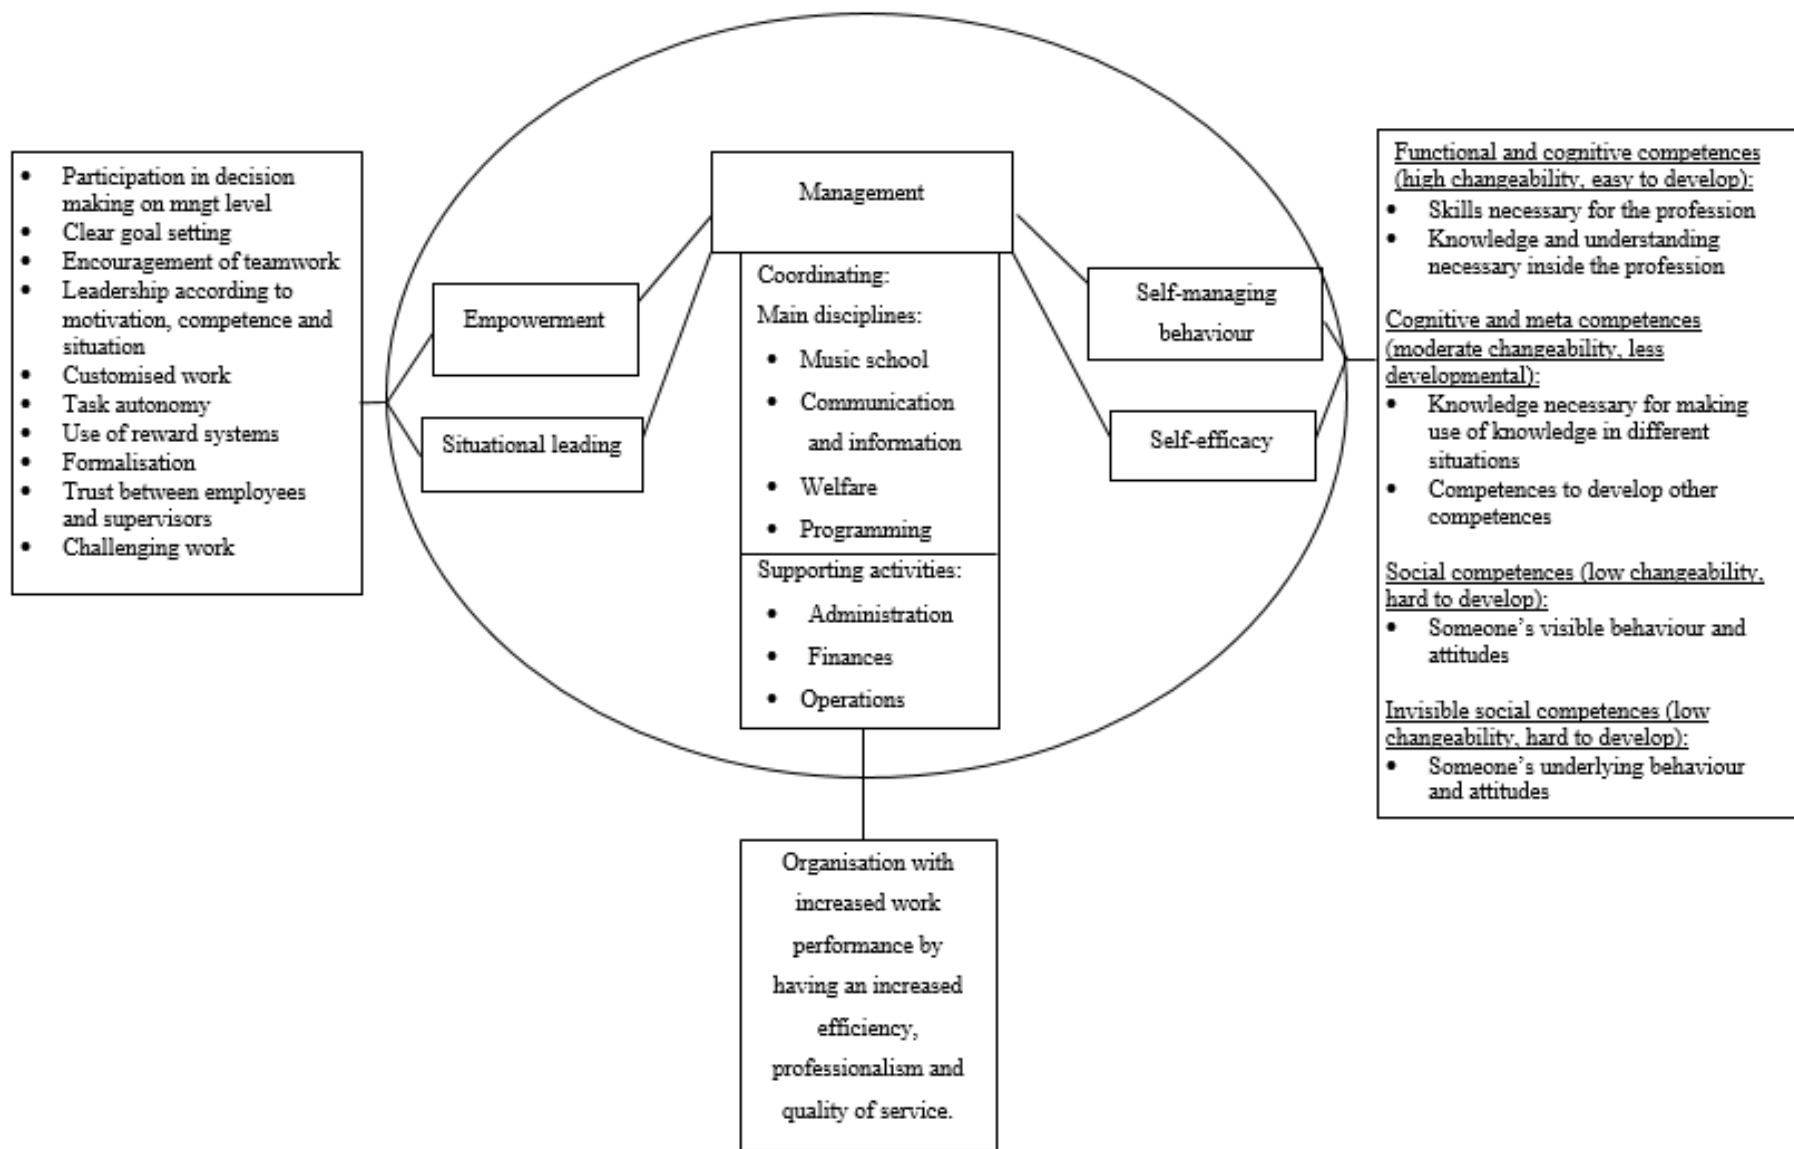 • Participation in decision
making on mngt level
• Clear goal setting
• Encouragement of teamwork
• Leadership according to
motivation, competence and
situation
• Customised work
• Task autonomy
• Use of reward systems
• Formalisation
• Trust between employees
and supervisors
• Challenging work
Empowerment
Situational leading
Management
Coordinating:
Main disciplines:
• Music school
• Communication
and information
• Welfare
• Programming
Supporting activities:
• Administration
• Finances
• Operations
Self-managing
behaviour
Self-efficacy
Functional and cognitive competences
(high changeability, easy to develop):
• Skills necessary for the profession
• Knowledge and understanding
necessary inside the profession
Cognitive and meta competences
(moderate changeability, less
developmental):
• Knowledge necessary for making
use of knowledge in different
situations
• Competences to develop other
competences
Social competences (low changeability,
hard to develop):
• Someone’s visible behaviour and
attitudes
Invisible social competences (low
changeability, hard to develop):
• Someone’s underlying behaviour
and attitudes
Organisation with
increased work
performance by
having an increased
efficiency,
professionalism and
quality of service.